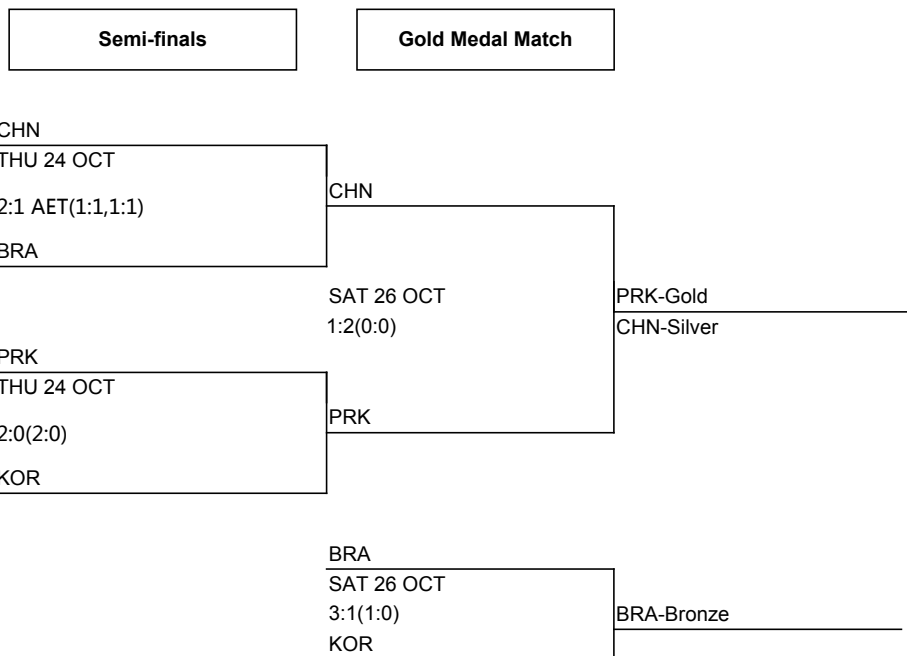 Semi-finals
Gold Medal Match
CHN
THU 24 OCT
2:1 AET(1:1,1:1)
BRA
CHN
SAT 26 OCT
1:2(0:0)
PRK-Gold
CHN-Silver
PRK
THU 24 OCT
2:0(2:0)
KOR
PRK
BRA
SAT 26 OCT
3:1(1:0)
KOR
BRA-Bronze